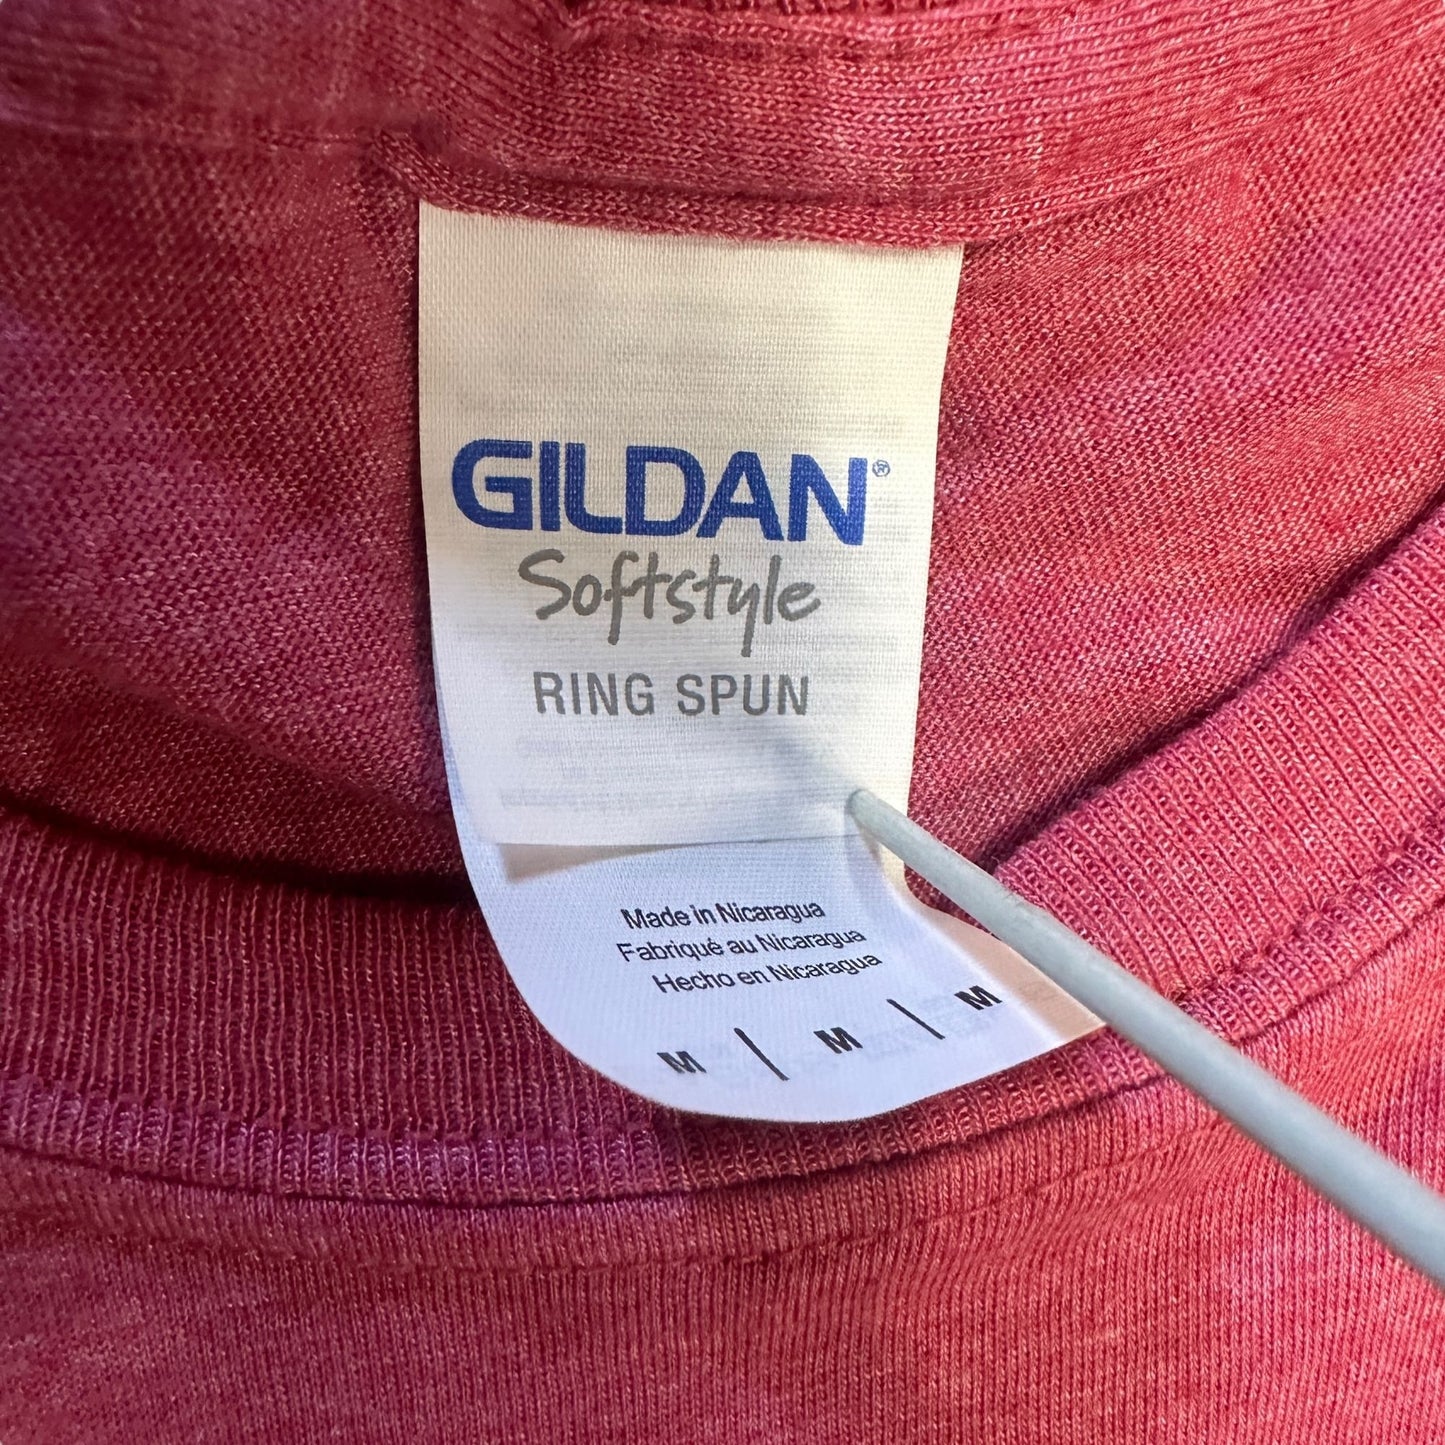 GILDAN®
Softstyle
RING SPUN
Made in Nicaragua
Fabriqué au Nicaragua
Hecho en Nicaragua
M | M | M